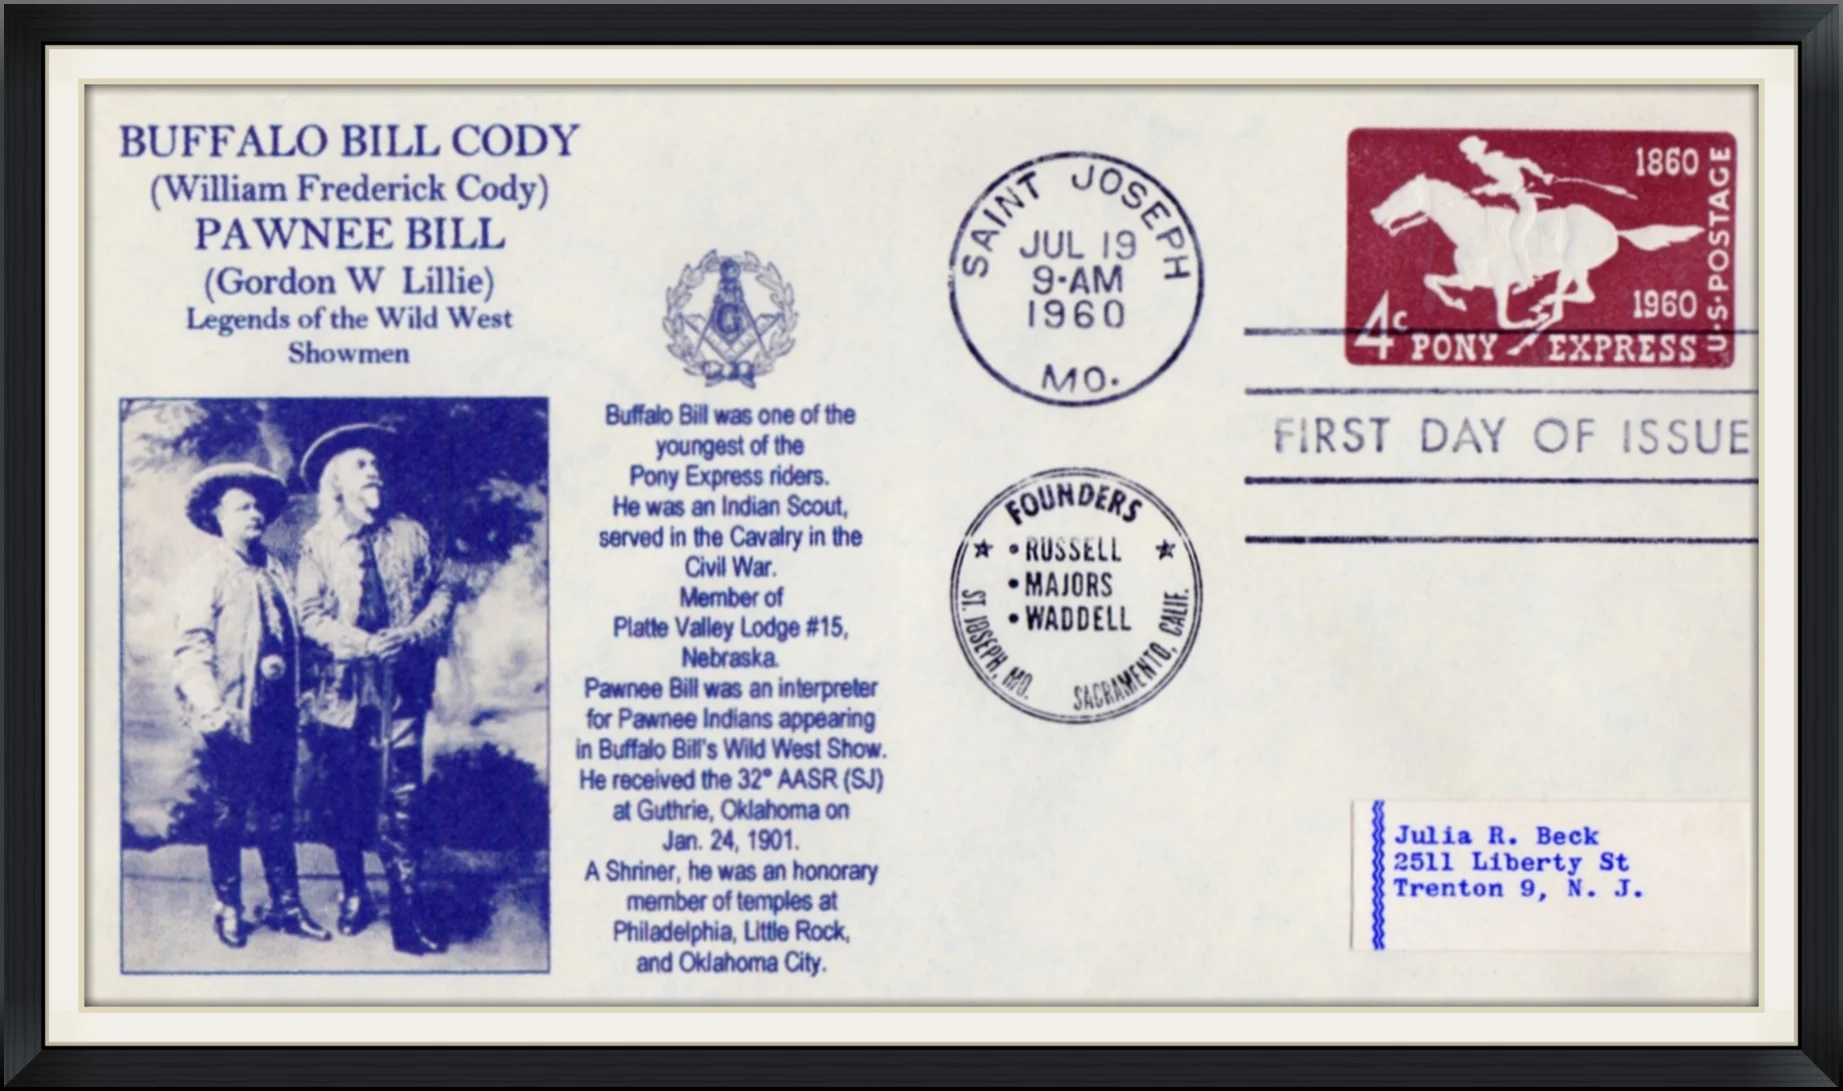 BUFFALO BILL CODY
(William Frederick Cody)
PAWNEE BILL
(Gordon W Lillie)
Legends of the Wild West
Showmen
G
Buffalo Bill was one of the
youngest of the
Pony Express riders.
He was an Indian Scout,
served in the Cavalry in the
Civil War.
Member of
Platte Valley Lodge #15,
Nebraska.
Pawnee Bill was an interpreter
for Pawnee Indians appearing
in Buffalo Bill's Wild West Show.
He received the 32° AASR (SJ)
at Guthrie, Oklahoma on
Jan. 24, 1901.
A Shriner, he was an honorary
member of temples at
Philadelphia, Little Rock,
and Oklahoma City.
SAINT JOSEPH
JUL 19
9-AM
1960
MO.
FOUNDERS
• RUSSELL
• MAJORS
• WADDELL
ST. JOSEPH, MO.
SACRAMENTO, CALIF.
1860
1960
U·S·POSTAGE
4c PONY EXPRESS
FIRST DAY OF ISSUE
Julia R. Beck
2511 Liberty St
Trenton 9, N. J.